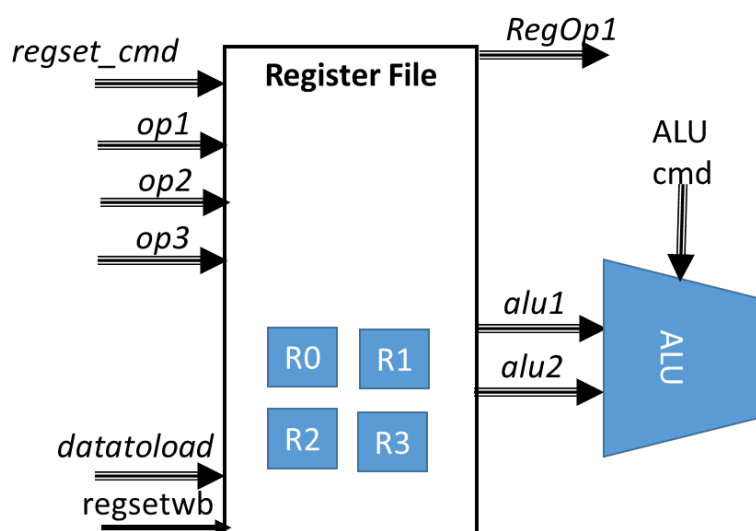 regset_cmd
op1
op2
op3
datatoload
regsetwb
Register File
R0
R1
R2
R3
RegOp1
alu1
alu2
ALU
cmd
ALU